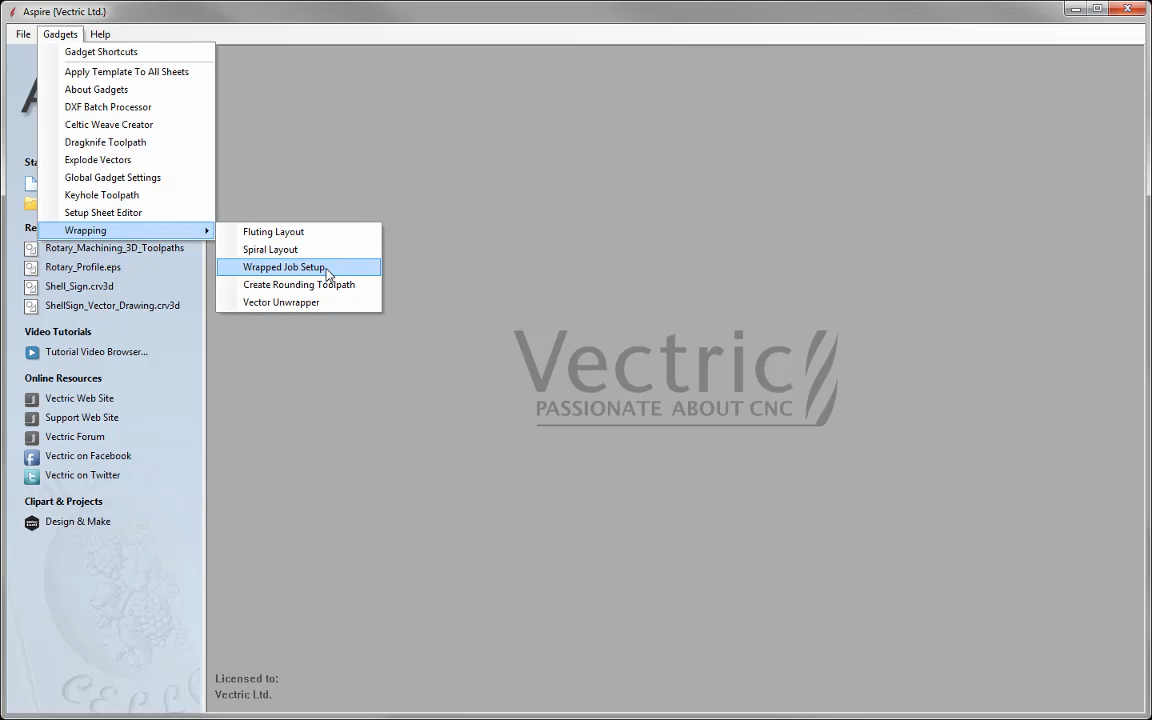 Aspire {Vectric Ltd.}
File Gadgets Help
Gadget Shortcuts
Apply Template To All Sheets
About Gadgets
DXF Batch Processor
Celtic Weave Creator
Dragknife Toolpath
Explode Vectors
Global Gadget Settings
Keyhole Toolpath
Setup Sheet Editor
Wrapping
Fluting Layout
Spiral Layout
Wrapped Job Setup
Create Rounding Toolpath
Vector Unwrapper
Rotary_Machining_3D_Toolpaths
Rotary_Profile.eps
Shell_Sign.crv3d
ShellSign_Vector_Drawing.crv3d
Video Tutorials
Tutorial Video Browser...
Online Resources
Vectric Web Site
Support Web Site
Vectric Forum
Vectric on Facebook
Vectric on Twitter
Clipart & Projects
Design & Make
Vectric
PASSIONATE ABOUT CNC
Licensed to:
Vectric Ltd.